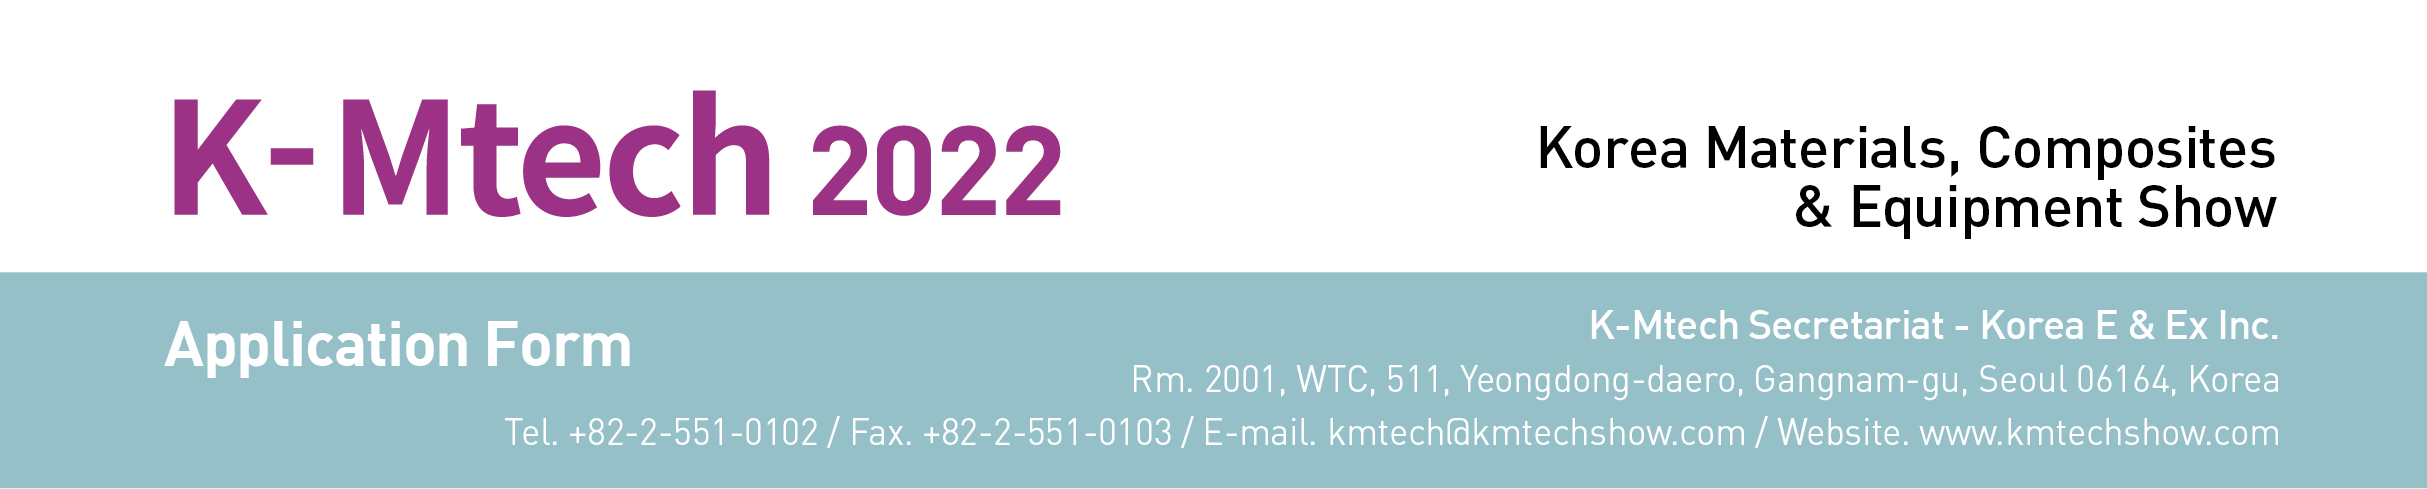 K-Mtech 2022
Korea Materials, Composites
& Equipment Show
Application Form
K-Mtech Secretariat - Korea E & Ex Inc.
Rm. 2001, WTC, 511, Yeongdong-daero, Gangnam-gu, Seoul 06164, Korea
Tel. +82-2-551-0102 / Fax. +82-2-551-0103 / E-mail. kmtech@kmtechshow.com / Website. www.kmtechshow.com